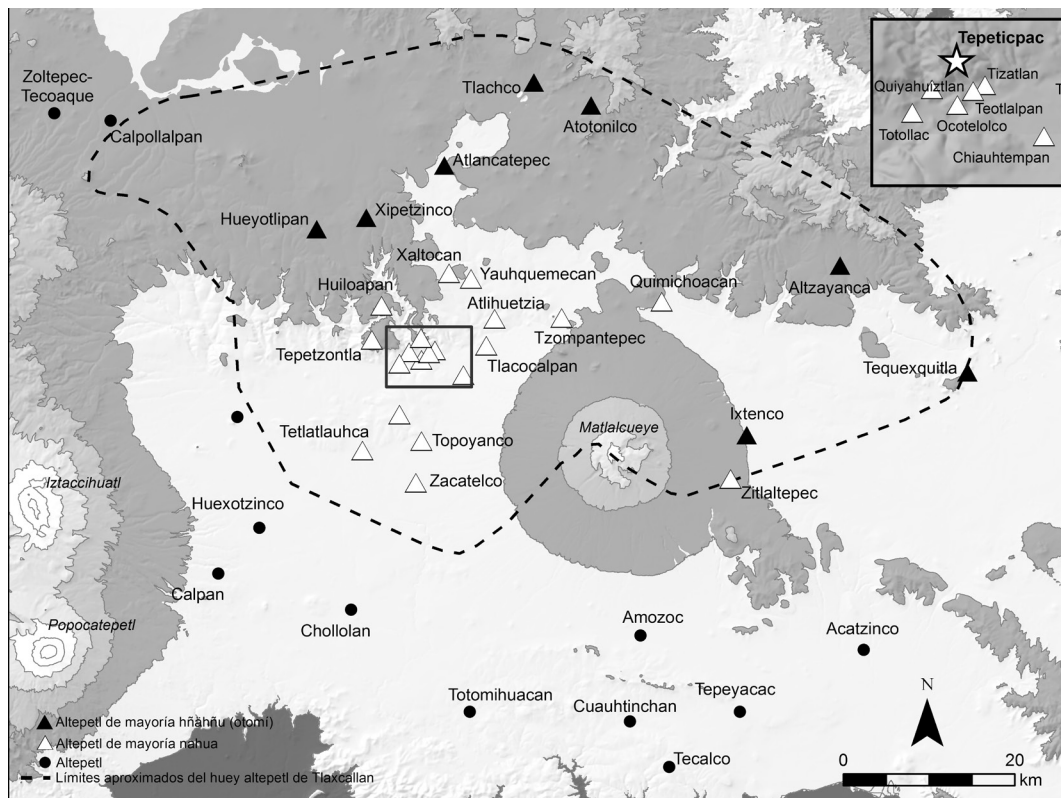 Tepeticpac
Zoltepec-
Tecoaque
Tlachco
Tizatlan
Quiyahuiztlan
Calpollalpan
Atotonilco
Teotlalpan
Totollac
Ocotelolco
Chiauhtempan
T
Atlancatepec
Xipetzinco
Hueyotlipan
Xaltocan
Yauhquemecan
Quimichoacan
Huiloapan
Altzayanca
Atlihuetzia
Tzompantepec
Tepetzontla
Tlacocalpan
Tequexquitla
Ixtenco
Matlalcueye
Tetlatlauhca
Topoyanco
Iztaccihuatl
Zacatelco
Zitlaltepec
Huexotzinco
Calpan
Popocatepetl
Chollolan
Amozoc
Acatzinco
N
Totomihuacan
Tepeyacac
Cuauhtinchan
Tecalco
Altepetl de mayoría hñähñu (otomí)
Altepetl de mayoría nahua
Altepetl
Límites aproximados del huey altepetl de Tlaxcallan
0 20
km